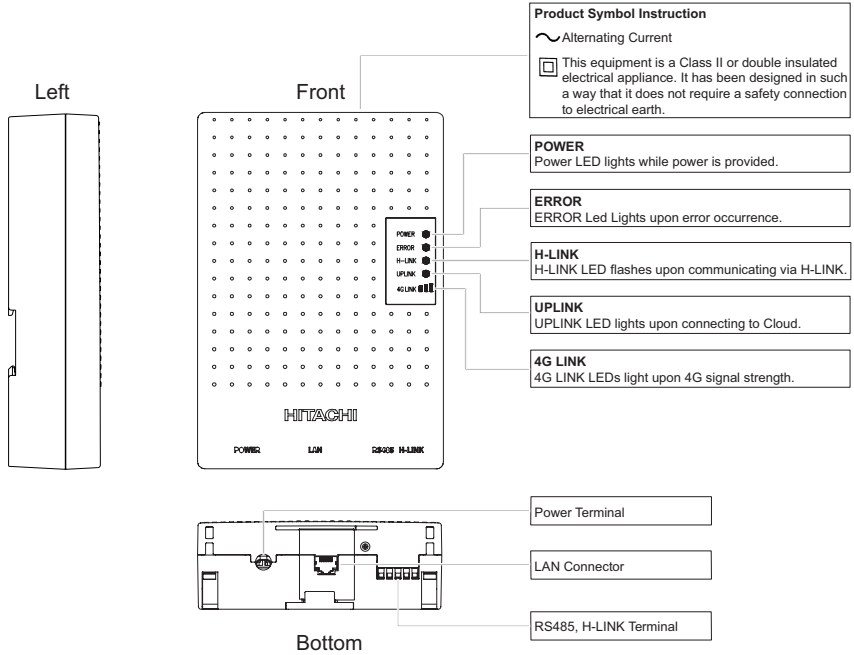 Product Symbol Instruction
Alternating Current
This equipment is a Class II or double insulated
electrical appliance. It has been designed in such
a way that it does not require a safety connection
to electrical earth.
Left
Front
POWER
Power LED lights while power is provided.
ERROR
ERROR Led Lights upon error occurrence.
H-LINK
H-LINK LED flashes upon communicating via H-LINK.
UPLINK
UPLINK LED lights upon connecting to Cloud.
4G LINK
4G LINK LEDs light upon 4G signal strength.
POWER
ERROR
H-LINK
UPLINK
4G LINK
HITACHI
POWER LAN RS485 H-LINK
Power Terminal
LAN Connector
RS485, H-LINK Terminal
Bottom